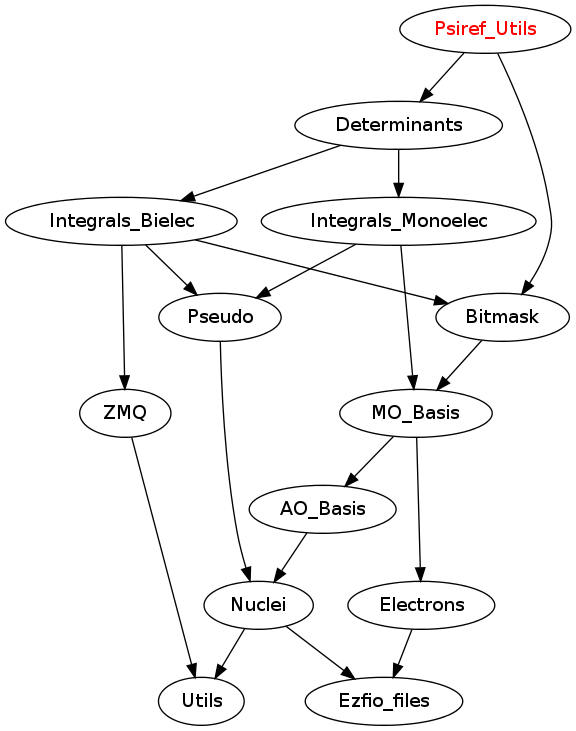 Psiref_Utils
Determinants
Integrals_Bielec
Integrals_Monoelec
Pseudo
Bitmask
ZMQ
MO_Basis
AO_Basis
Nuclei
Electrons
Utils
Ezfio_files